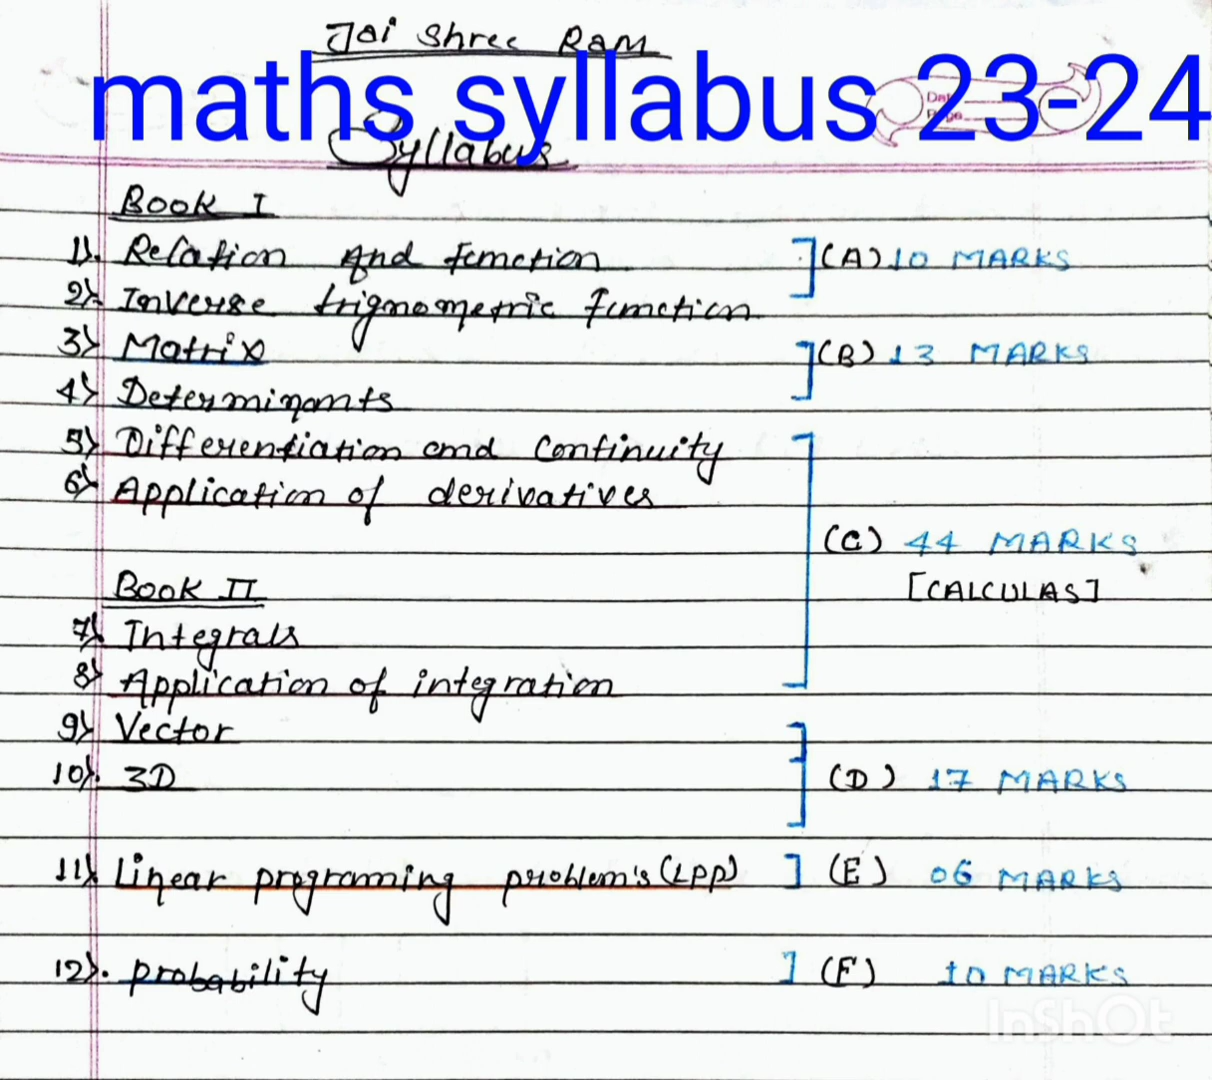 Jai Shree RAM
maths syllabus 23-24
Date
Page
Syllabus
Book I
1). Relation And function ] (A) 10 MARKS
2) Inverse trignometric function
3) Matrix ] (B) 13 MARKS
4) Determinants
5) Differentiation and Continuity
6) Application of derivatives
(C) 44 MARKS
Book II [CALCULAS]
7) Integrals
8) Application of integration
9) Vector
10). 3D ] (D) 17 MARKS
11) Linear programing problem's (LPP) ] (E) 06 MARKS
12). probability ] (F) 10 MARKS
InShOt